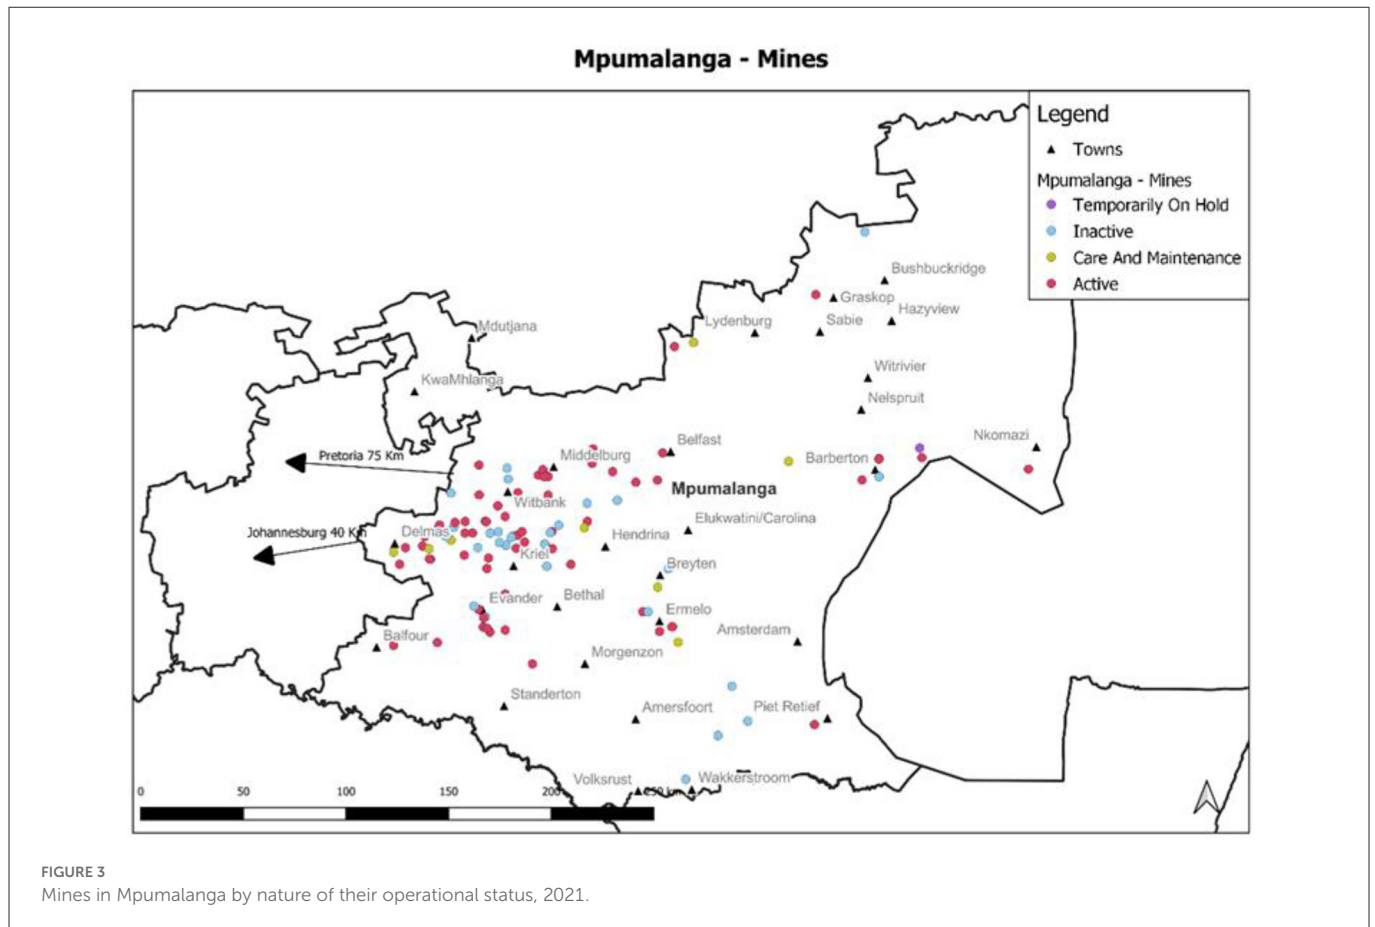 Mpumalanga - Mines
Legend
Towns
Mpumalanga - Mines
Temporarily On Hold
Inactive
Care And Maintenance
Active
Bushbuckridge
Graskop
Hazyview
Lydenburg
Sabie
Mdutjana
Witrivier
KwaMhlanga
Nelspruit
Nkomazi
Belfast
Pretoria 75 Km
Middelburg
Barberton
Mpumalanga
Witbank
Elukwatini/Carolina
Johannesburg 40 Km
Delmas
Hendrina
Kriel
Breyten
Evander
Bethal
Ermelo
Amsterdam
Balfour
Morgenzon
Standerton
Amersfoort
Piet Retief
Volksrust
Wakkerstroom
0 50 100 150 200 250 km
FIGURE 3
Mines in Mpumalanga by nature of their operational status, 2021.